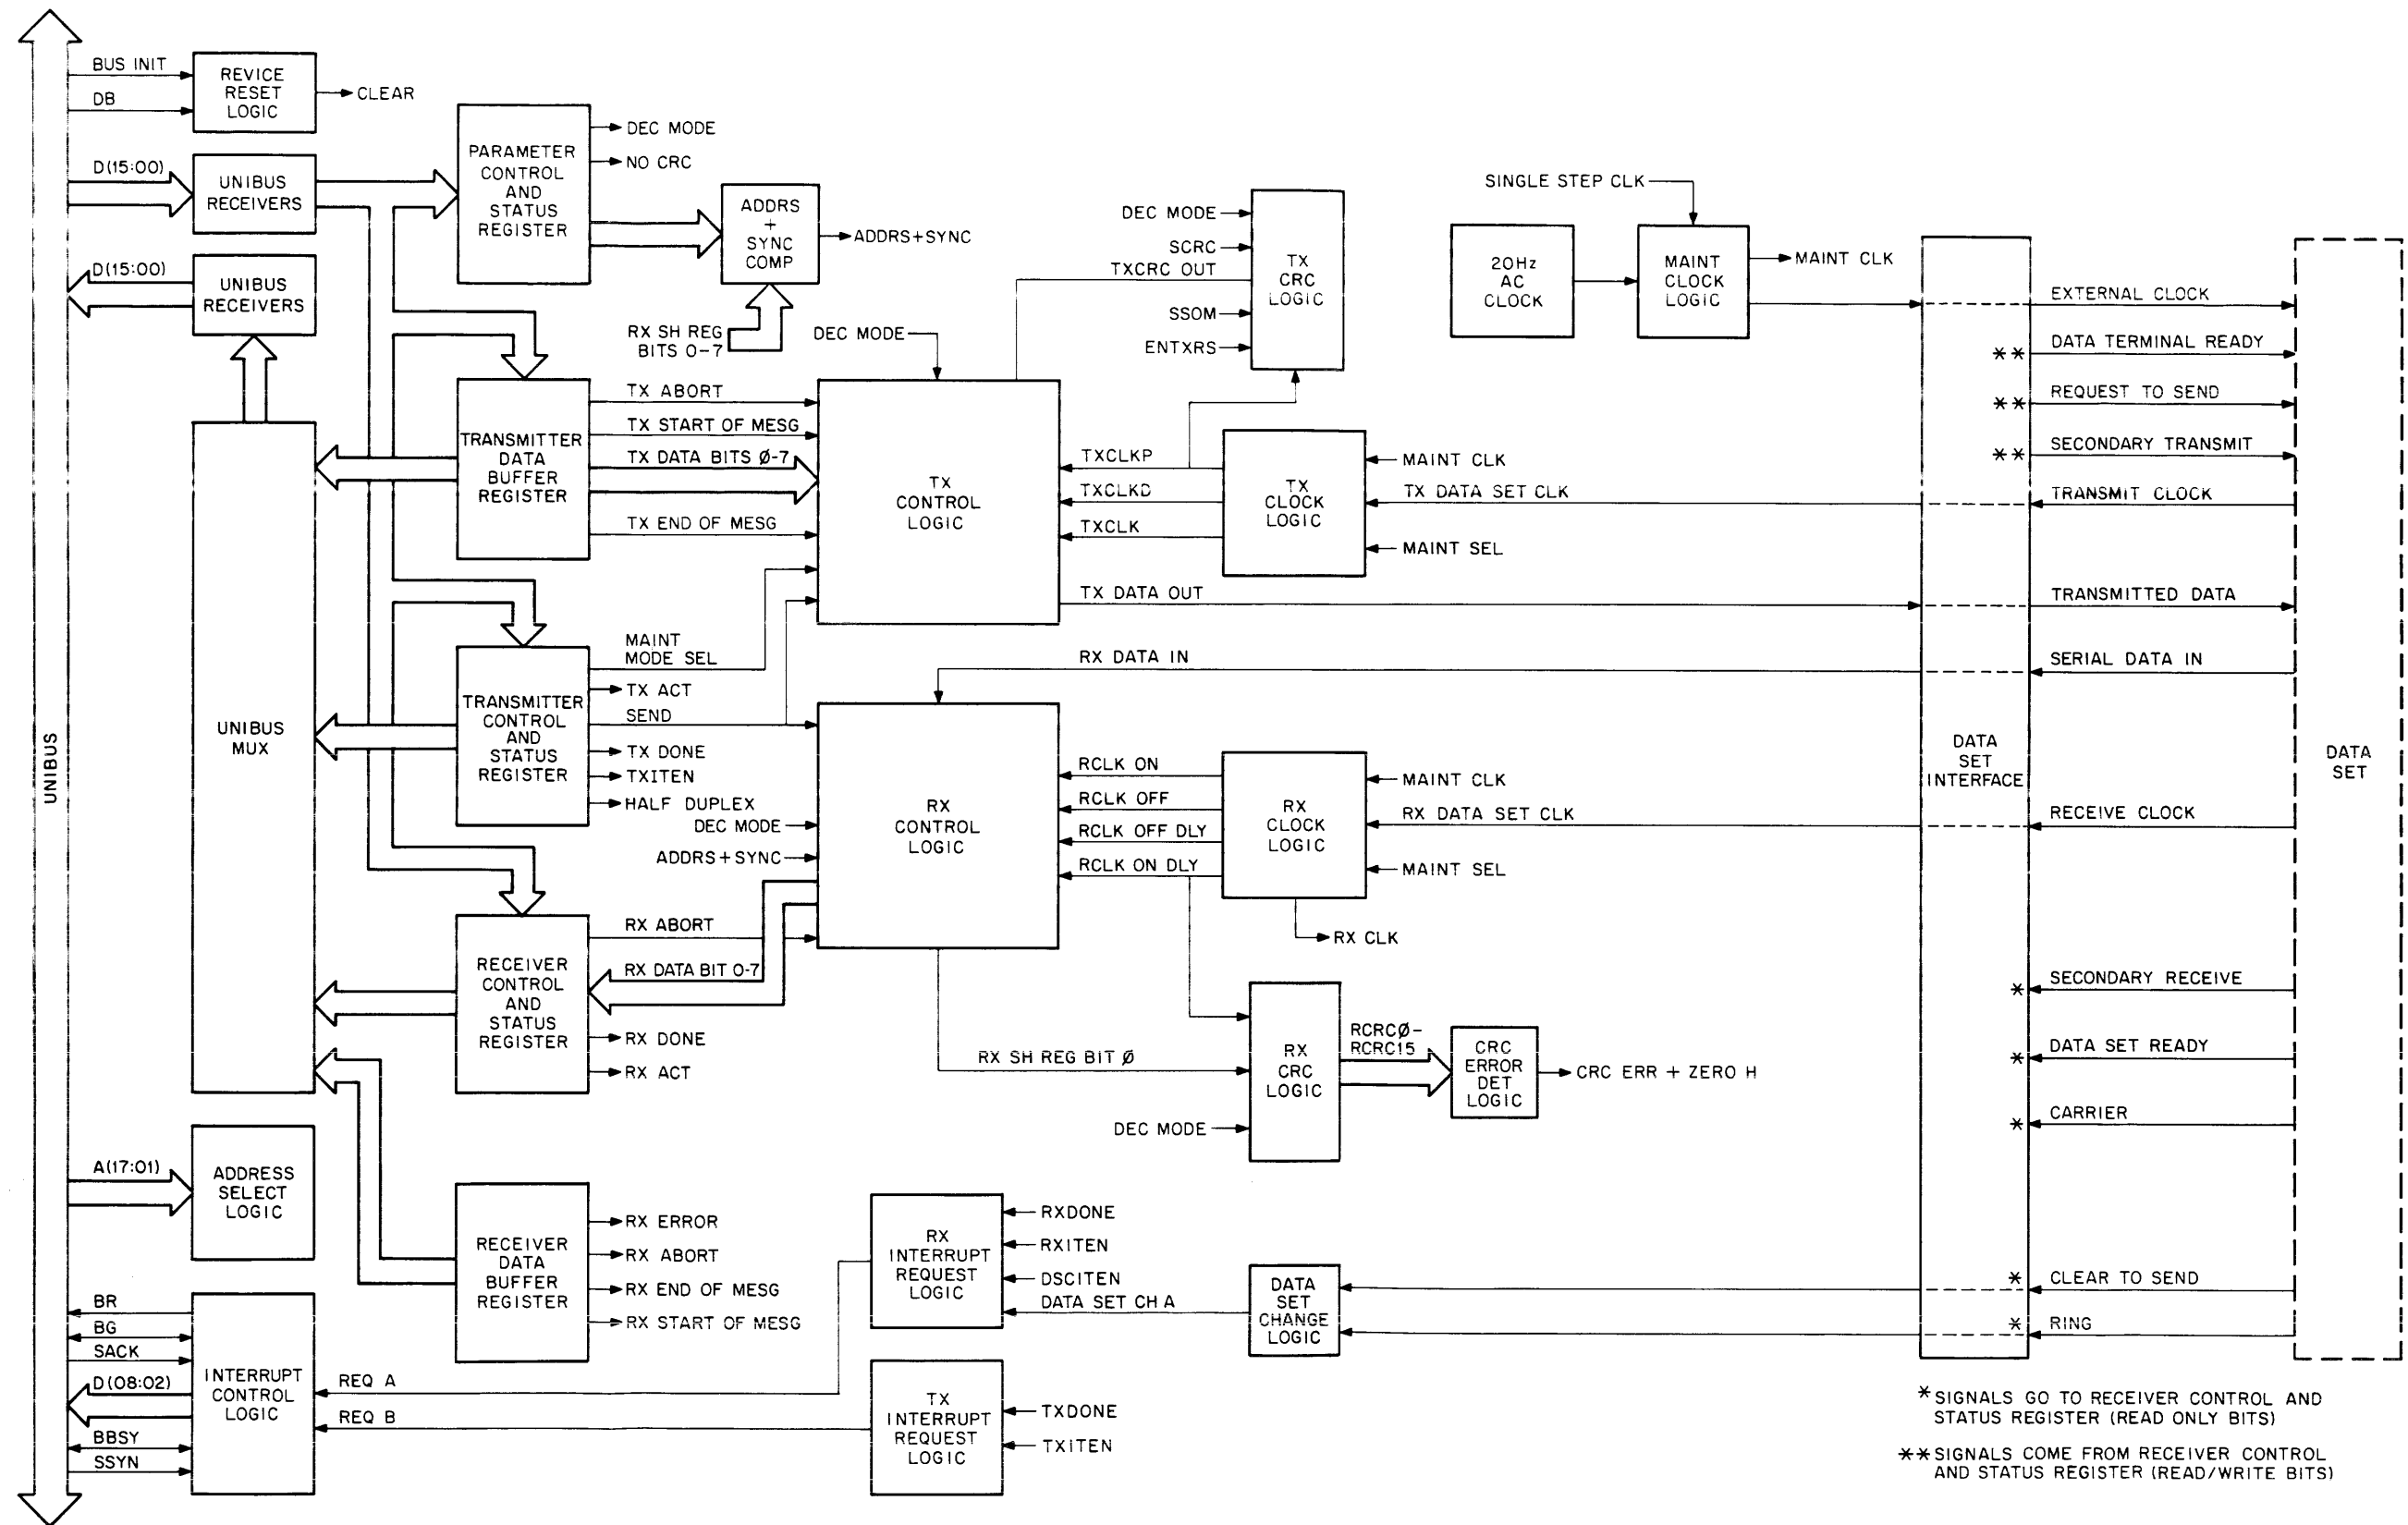 UNIBUS
BUS INIT
DB
REVICE
RESET
LOGIC
CLEAR
D(15:00)
UNIBUS
RECEIVERS
D(15:00)
UNIBUS
RECEIVERS
UNIBUS
MUX
A(17:01)
ADDRESS
SELECT
LOGIC
BR
BG
SACK
D(08:02)
BBSY
SSYN
INTERRUPT
CONTROL
LOGIC
REQ A
REQ B
PARAMETER
CONTROL
AND
STATUS
REGISTER
DEC MODE
NO CRC
ADDRS
+
SYNC
COMP
ADDRS+SYNC
RX SH REG
BITS 0-7
TRANSMITTER
DATA
BUFFER
REGISTER
TX ABORT
TX START OF MESG
TX DATA BITS Ø-7
TX END OF MESG
TRANSMITTER
CONTROL
AND
STATUS
REGISTER
MAINT
MODE SEL
TX ACT
SEND
TX DONE
TXITEN
HALF DUPLEX
DEC MODE
ADDRS+SYNC
RECEIVER
CONTROL
AND
STATUS
REGISTER
RX ABORT
RX DATA BIT 0-7
RX DONE
RX ACT
RECEIVER
DATA
BUFFER
REGISTER
RX ERROR
RX ABORT
RX END OF MESG
RX START OF MESG
DEC MODE
TX
CONTROL
LOGIC
RX
CONTROL
LOGIC
DEC MODE
SCRC
TXCRC OUT
SSOM
ENTXRS
TX
CRC
LOGIC
TXCLKP
TXCLKD
TXCLK
TX
CLOCK
LOGIC
MAINT CLK
TX DATA SET CLK
MAINT SEL
TX DATA OUT
RX DATA IN
RCLK ON
RCLK OFF
RCLK OFF DLY
RCLK ON DLY
RX
CLOCK
LOGIC
MAINT CLK
RX DATA SET CLK
MAINT SEL
RX CLK
RX SH REG BIT Ø
DEC MODE
RX
CRC
LOGIC
RCRCØ-
RCRC15
CRC
ERROR
DET
LOGIC
CRC ERR + ZERO H
RX
INTERRUPT
REQUEST
LOGIC
RXDONE
RXITEN
DSCITEN
DATA SET CH A
DATA
SET
CHANGE
LOGIC
TX
INTERRUPT
REQUEST
LOGIC
TXDONE
TXITEN
SINGLE STEP CLK
20Hz
AC
CLOCK
MAINT
CLOCK
LOGIC
MAINT CLK
DATA
SET
INTERFACE
EXTERNAL CLOCK
** DATA TERMINAL READY
** REQUEST TO SEND
** SECONDARY TRANSMIT
TRANSMIT CLOCK
TRANSMITTED DATA
SERIAL DATA IN
RECEIVE CLOCK
* SECONDARY RECEIVE
* DATA SET READY
* CARRIER
* CLEAR TO SEND
* RING
DATA
SET
*SIGNALS GO TO RECEIVER CONTROL AND
STATUS REGISTER (READ ONLY BITS)
**SIGNALS COME FROM RECEIVER CONTROL
AND STATUS REGISTER (READ/WRITE BITS)